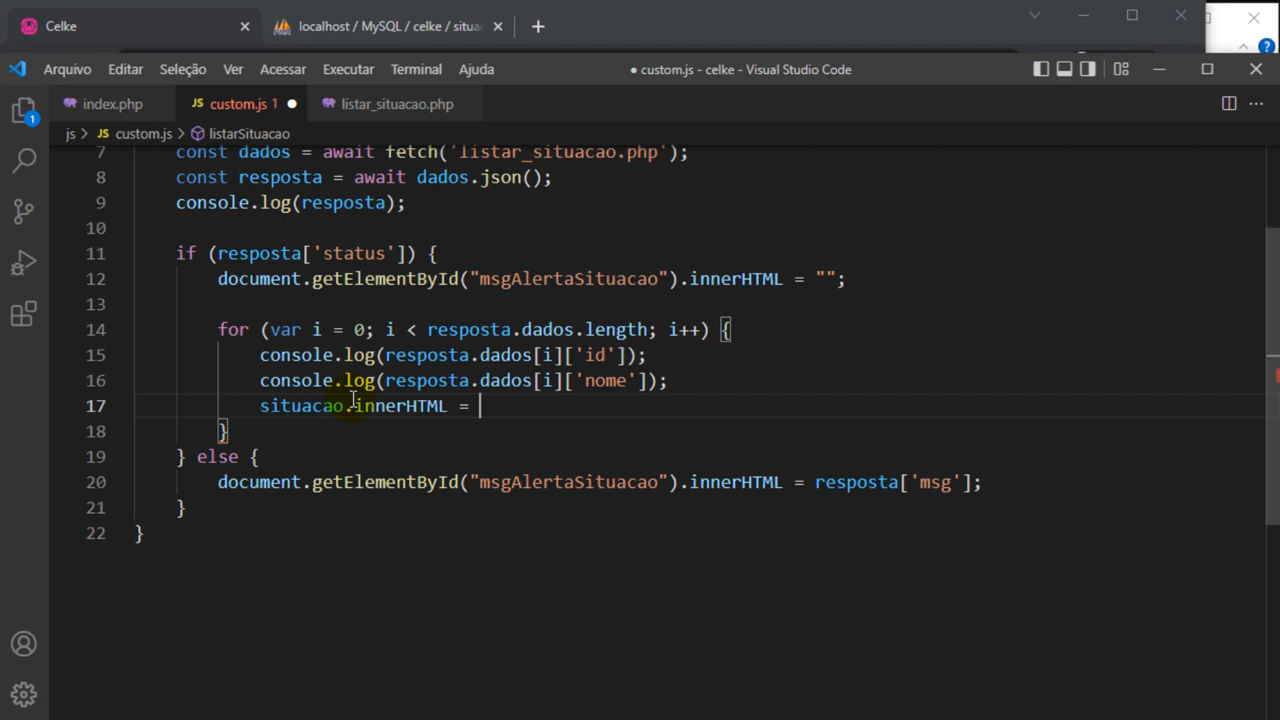 Celke
localhost / MySQL / celke / situa
Arquivo Editar Seleção Ver Acessar Executar Terminal Ajuda
● custom.js - celke - Visual Studio Code
index.php
JS custom.js 1 ●
listar_situacao.php
js > JS custom.js > listarSituacao
1
7 const dados = await fetch('listar_situacao.php');
8 const resposta = await dados.json();
9 console.log(resposta);
10
11 if (resposta['status']) {
12 document.getElementById("msgAlertaSituacao").innerHTML = "";
13
14 for (var i = 0; i < resposta.dados.length; i++) {
15 console.log(resposta.dados[i]['id']);
16 console.log(resposta.dados[i]['nome']);
17 situacao.innerHTML =
18 }
19 } else {
20 document.getElementById("msgAlertaSituacao").innerHTML = resposta['msg'];
21 }
22 }